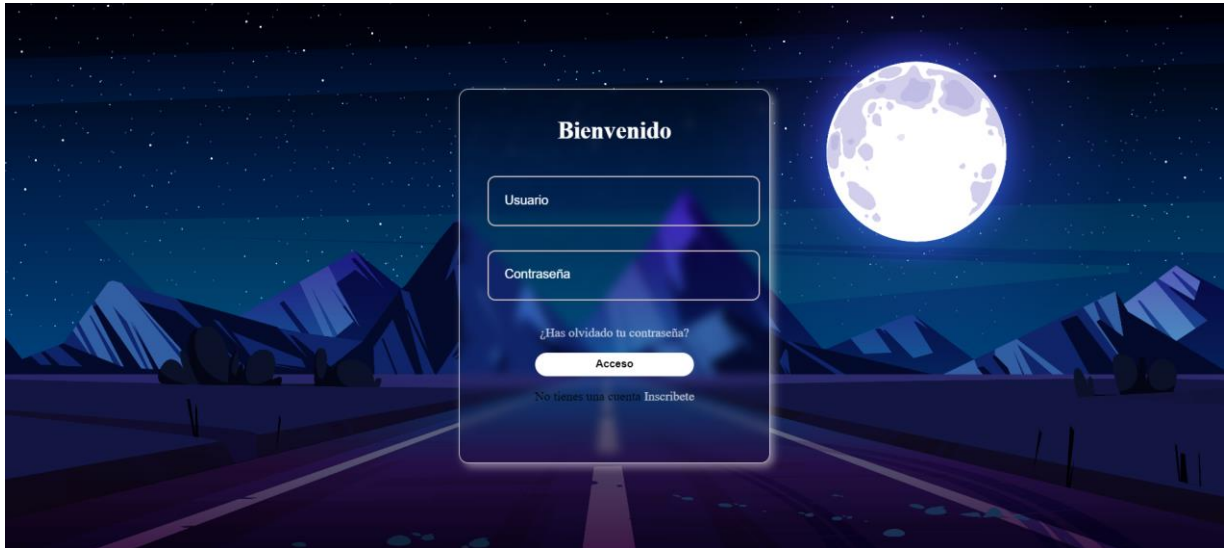 Bienvenido
Usuario
Contraseña
¿Has olvidado tu contraseña?
Acceso
No tienes una cuenta Inscribete